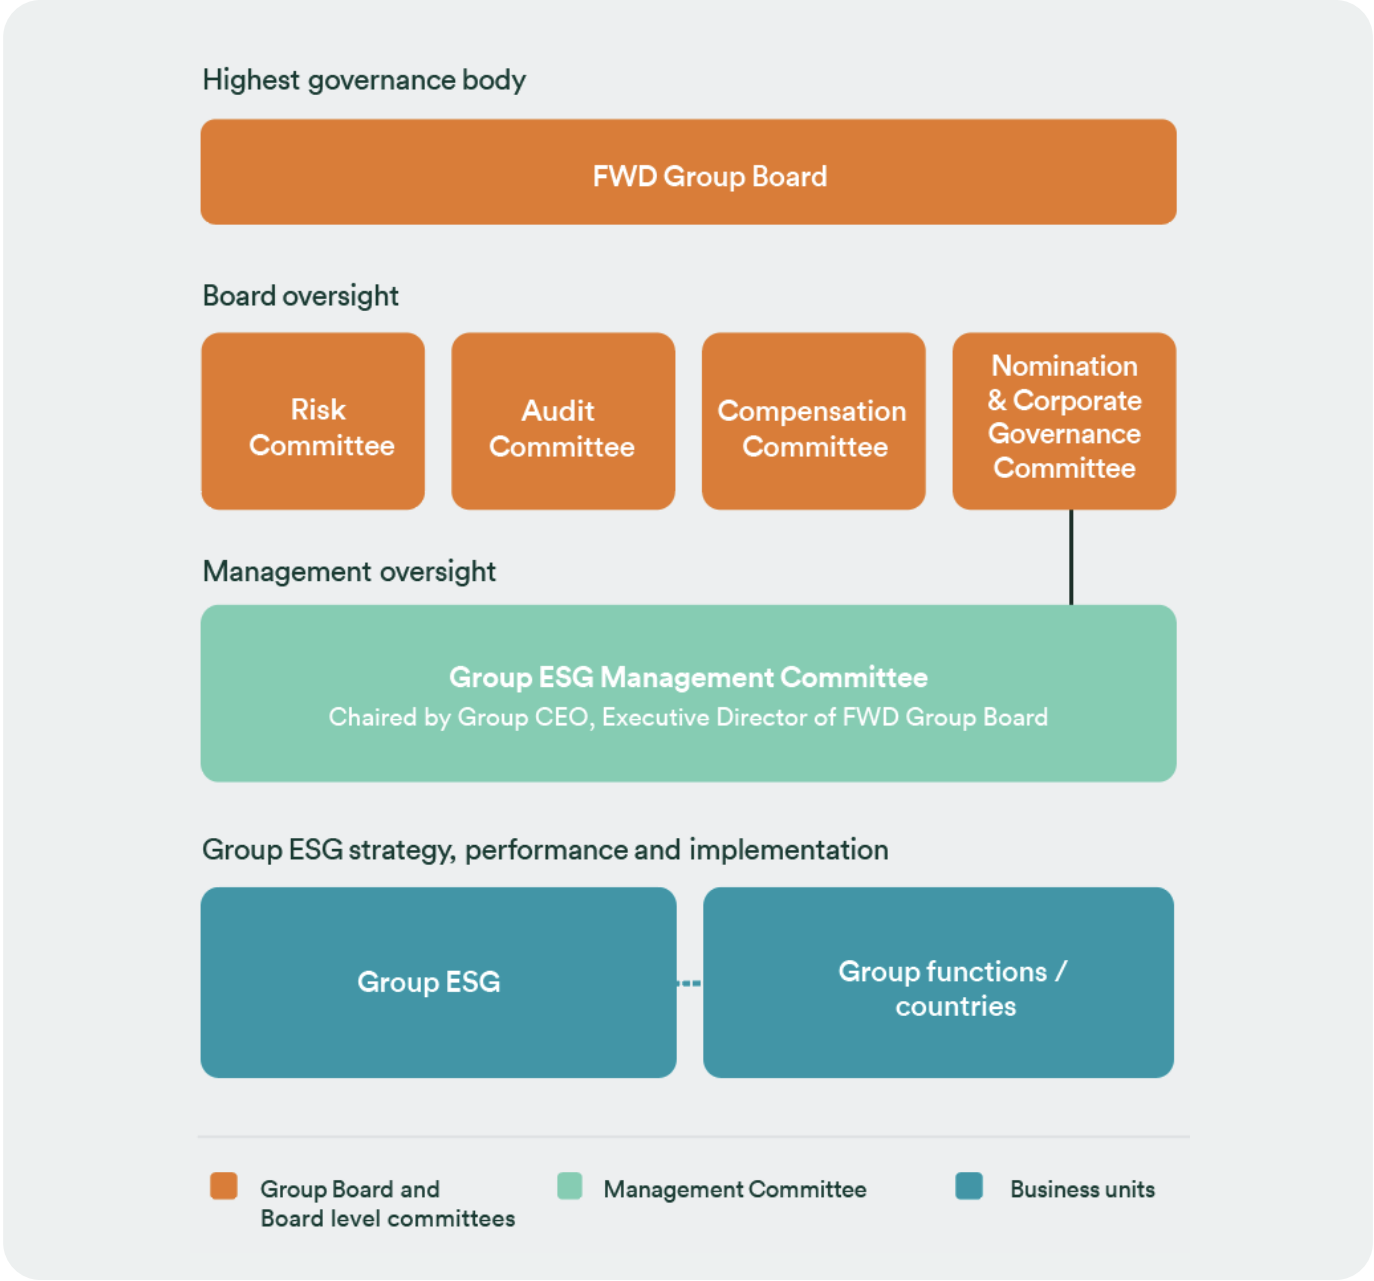 Highest governance body
FWD Group Board
Board oversight
Risk
Committee
Audit
Committee
Compensation
Committee
Nomination
& Corporate
Governance
Committee
Management oversight
Group ESG Management Committee
Chaired by Group CEO, Executive Director of FWD Group Board
Group ESG strategy, performance and implementation
Group ESG
Group functions /
countries
Group Board and
Board level committees
Management Committee
Business units